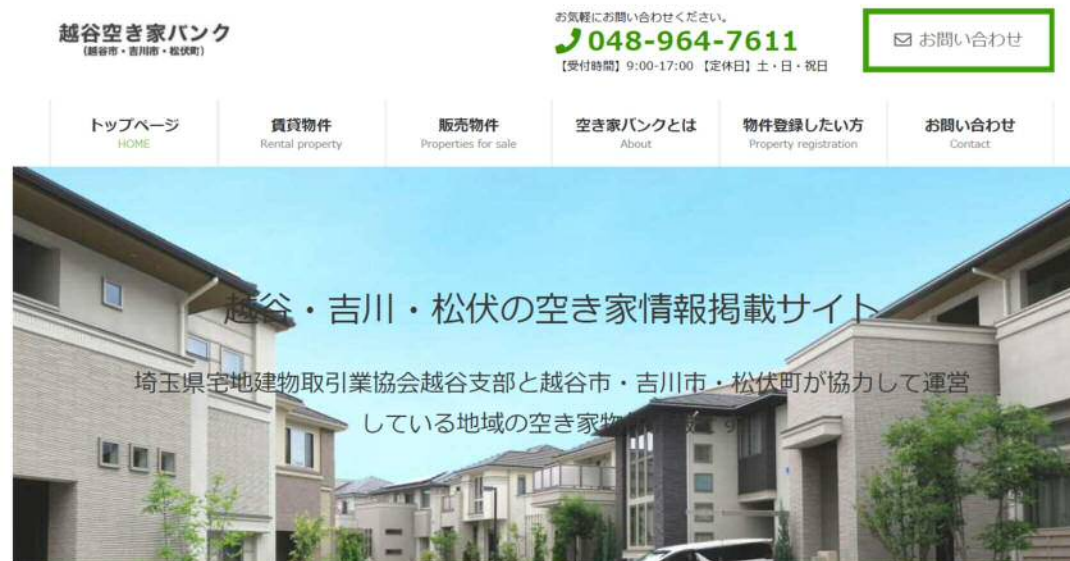 越谷空き家バンク
(越谷市・吉川市・松伏町)
お気軽にお問い合わせください。
048-964-7611
【受付時間】9:00-17:00 【定休日】土・日・祝日
お問い合わせ
トップページ
HOME
賃貸物件
Rental property
販売物件
Properties for sale
空き家バンクとは
About
物件登録したい方
Property registration
お問い合わせ
Contact
越谷・吉川・松伏の空き家情報掲載サイト
埼玉県宅地建物取引業協会越谷支部と越谷市・吉川市・松伏町が協力して運営
している地域の空き家物